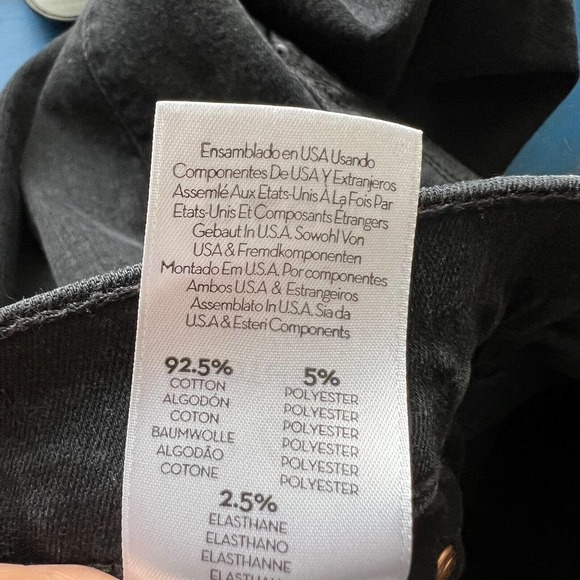 Ensamblado en USA Usando
Componentes De USA Y Extranjeros
Assemlé Aux Etats-Unis À La Fois Par
Etats-Unis Et Composants Étrangers
Gebaut In U.S.A. Sowohl Von
USA & Fremdkomponenten
Montado Em U.S.A. Por componentes
Ambos U.S.A & Estrangeiros
Assemblato In U.S.A. Sia da
U.S.A & Esteri Components
92.5%
COTTON
ALGODÓN
COTON
BAUMWOLLE
ALGODÃO
COTONE
5%
POLYESTER
POLYESTER
POLYESTER
POLYESTER
POLYESTER
POLYESTER
2.5%
ELASTHANE
ELASTHANO
ELASTHANNE
ELASTHAN